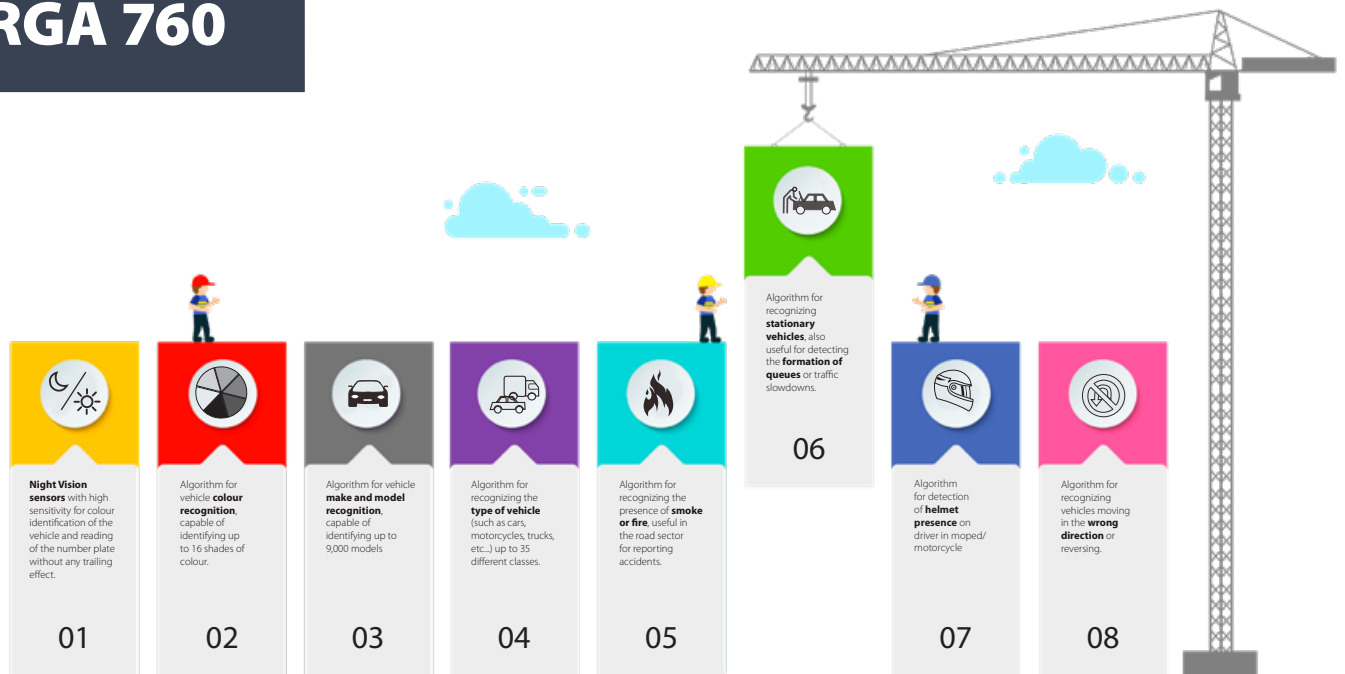 RGA 760
Night Vision
sensors with high
sensitivity for colour
identification of the
vehicle and reading
of the number plate
without any trailing
effect.
01
Algorithm for
vehicle colour
recognition,
capable of
identifying up
to 16 shades of
colour.
02
Algorithm for vehicle
make and model
recognition,
capable of
identifying up to
9,000 models
03
Algorithm for
recognizing the
type of vehicle
(such as cars,
motorcycles, trucks,
etc...) up to 35
different classes.
04
Algorithm for
recognizing the
presence of smoke
or fire, useful in
the road sector
for reporting
accidents.
05
Algorithm for
recognizing
stationary
vehicles, also
useful for detecting
the formation of
queues or traffic
slowdowns.
06
Algorithm
for detection
of helmet
presence on
driver in moped/
motorcycle
07
Algorithm for
recognizing
vehicles moving
in the wrong
direction or
reversing.
08